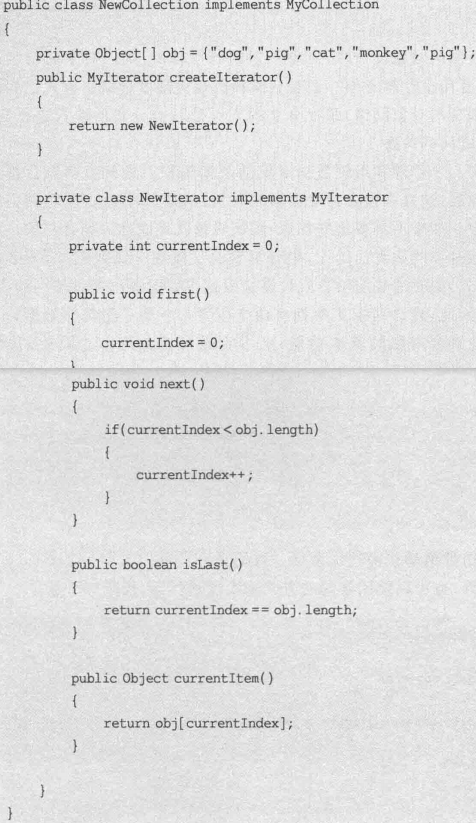 public class NewCollection implements MyCollection
{
private Object[] obj = {"dog","pig","cat","monkey","pig"};
public MyIterator createIterator()
{
return new NewIterator();
}
private class NewIterator implements MyIterator
{
private int currentIndex = 0;
public void first()
{
currentIndex = 0;
}
public void next()
{
if(currentIndex < obj.length)
{
currentIndex++;
}
}
public boolean isLast()
{
return currentIndex == obj.length;
}
public Object currentItem()
{
return obj[currentIndex];
}
}
}